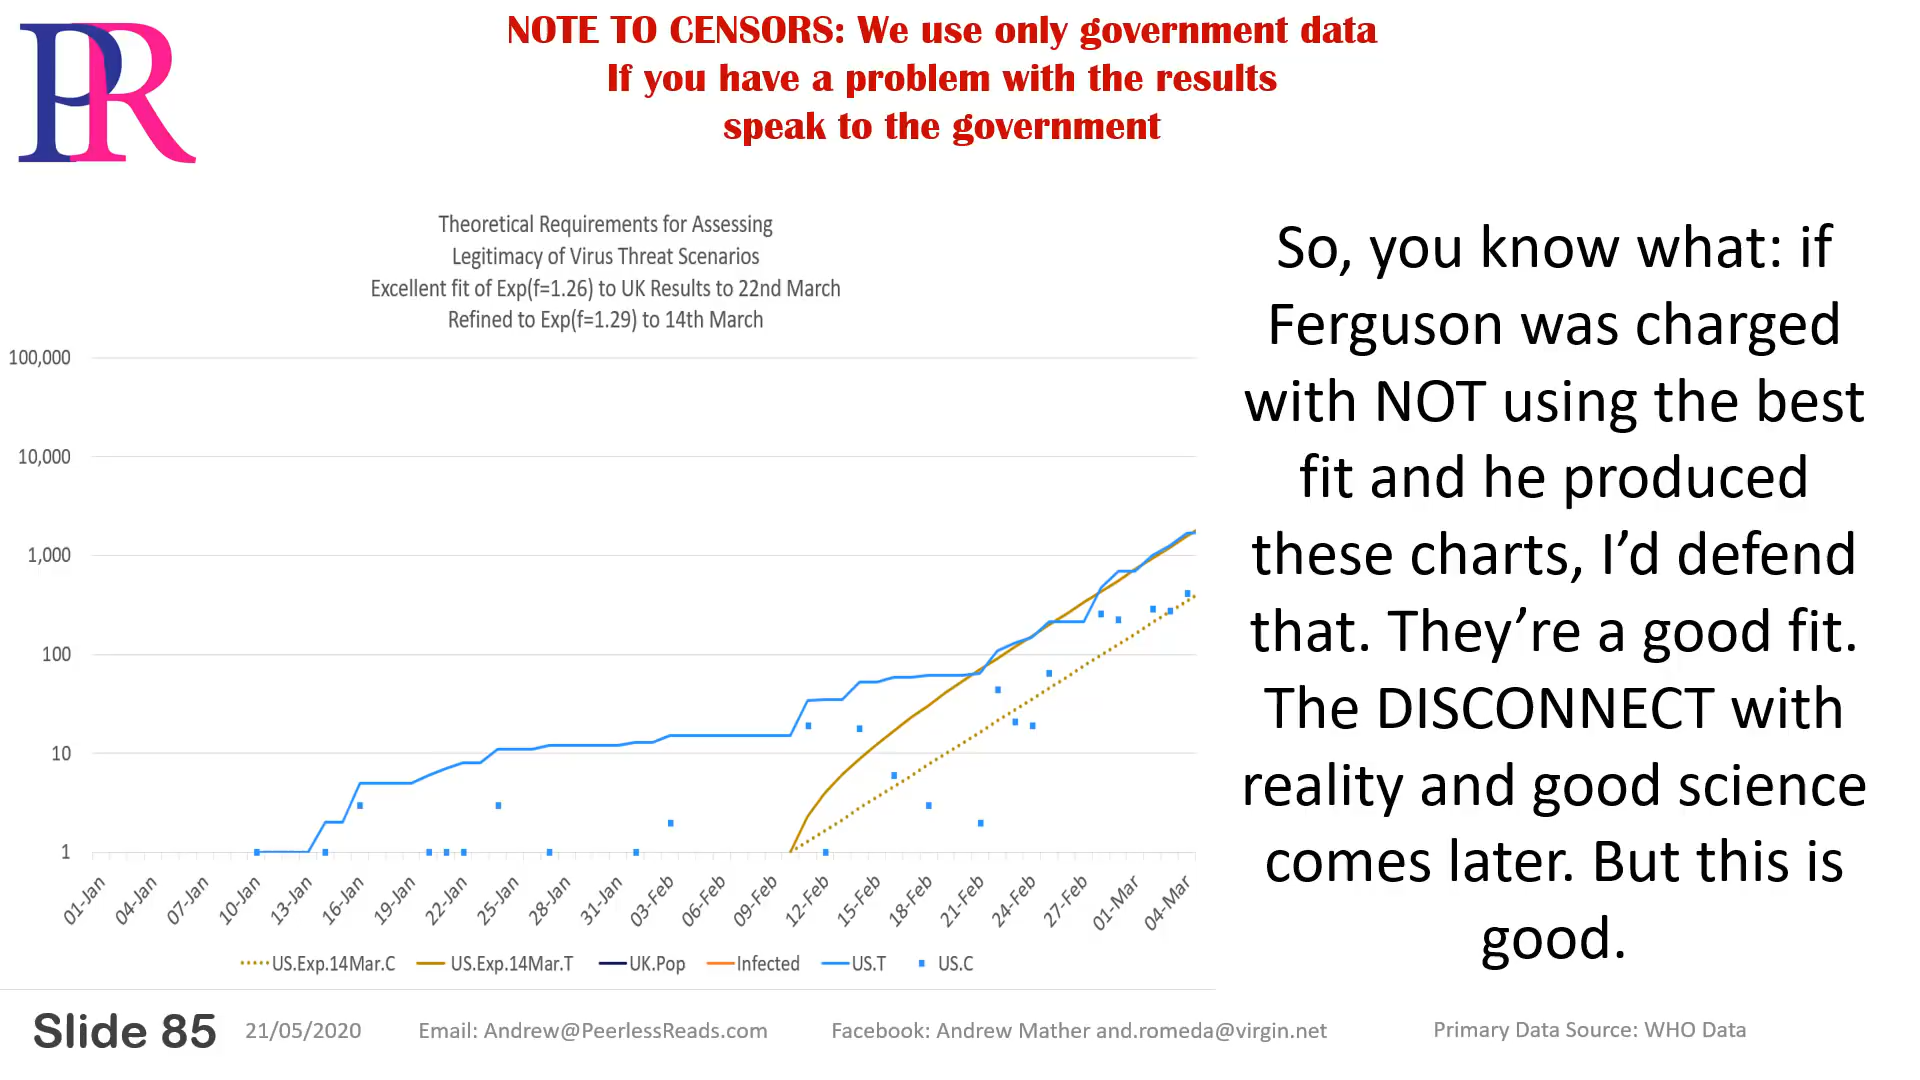 PR
NOTE TO CENSORS: We use only government data
If you have a problem with the results
speak to the government
Theoretical Requirements for Assessing
Legitimacy of Virus Threat Scenarios
Excellent fit of Exp(f=1.26) to UK Results to 22nd March
Refined to Exp(f=1.29) to 14th March
100,000
10,000
1,000
100
10
1
01-Jan
04-Jan
07-Jan
10-Jan
13-Jan
16-Jan
19-Jan
22-Jan
25-Jan
28-Jan
31-Jan
03-Feb
06-Feb
09-Feb
12-Feb
15-Feb
18-Feb
21-Feb
24-Feb
27-Feb
01-Mar
04-Mar
US.Exp.14Mar.C US.Exp.14Mar.T UK.Pop Infected US.T US.C
So, you know what: if
Ferguson was charged
with NOT using the best
fit and he produced
these charts, I’d defend
that. They’re a good fit.
The DISCONNECT with
reality and good science
comes later. But this is
good.
Slide 85 21/05/2020 Email: Andrew@PeerlessReads.com Facebook: Andrew Mather and.romeda@virgin.net Primary Data Source: WHO Data